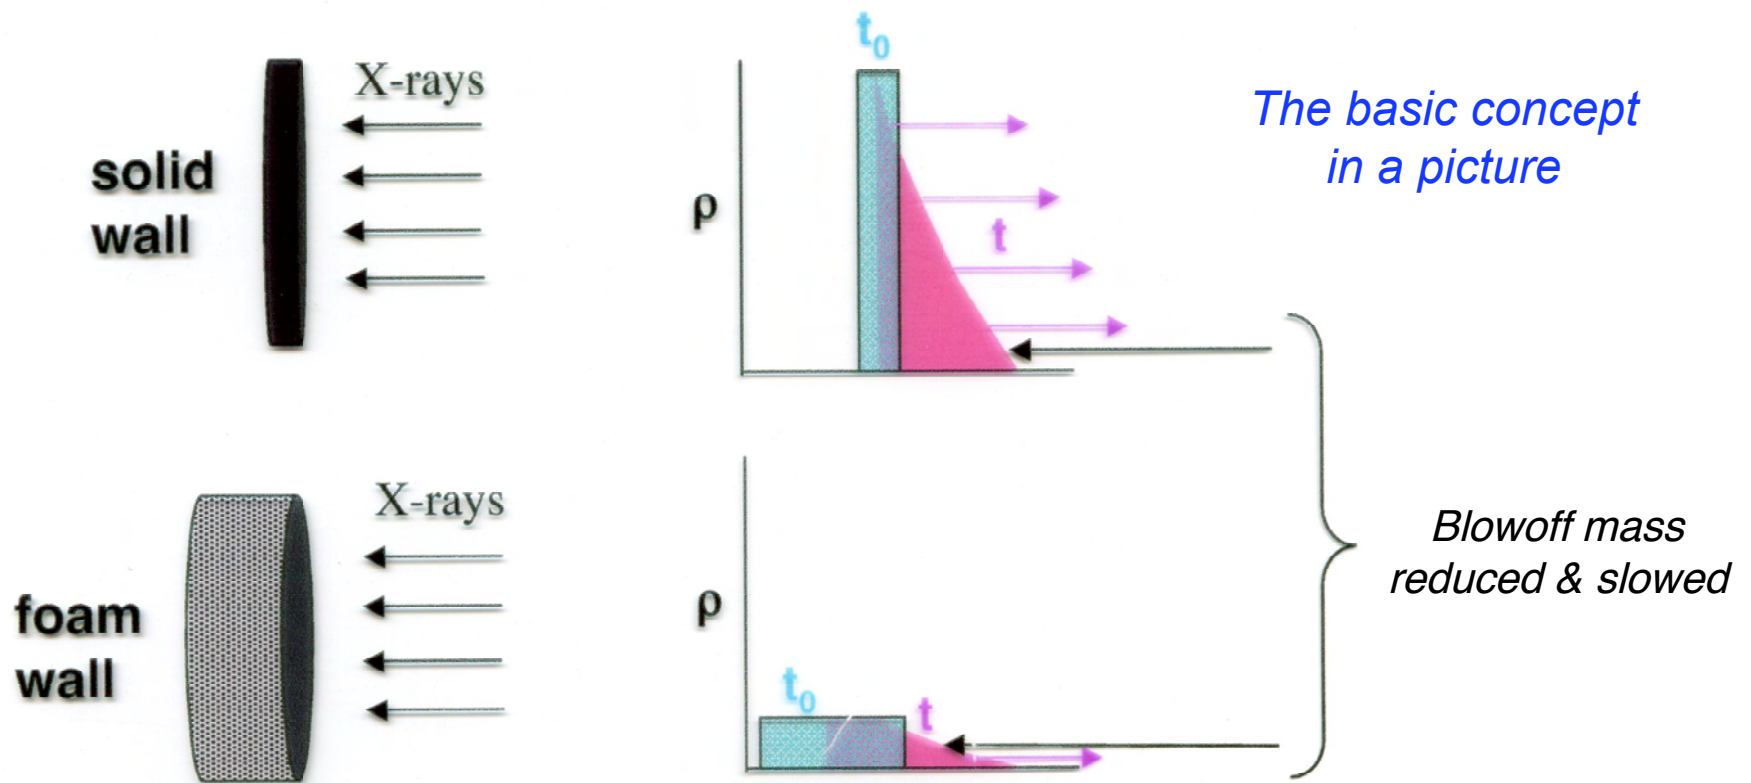 t₀
X-rays
The basic concept
in a picture
solid
wall
ρ
t
X-rays
Blowoff mass
reduced & slowed
foam
wall
ρ
t₀
t